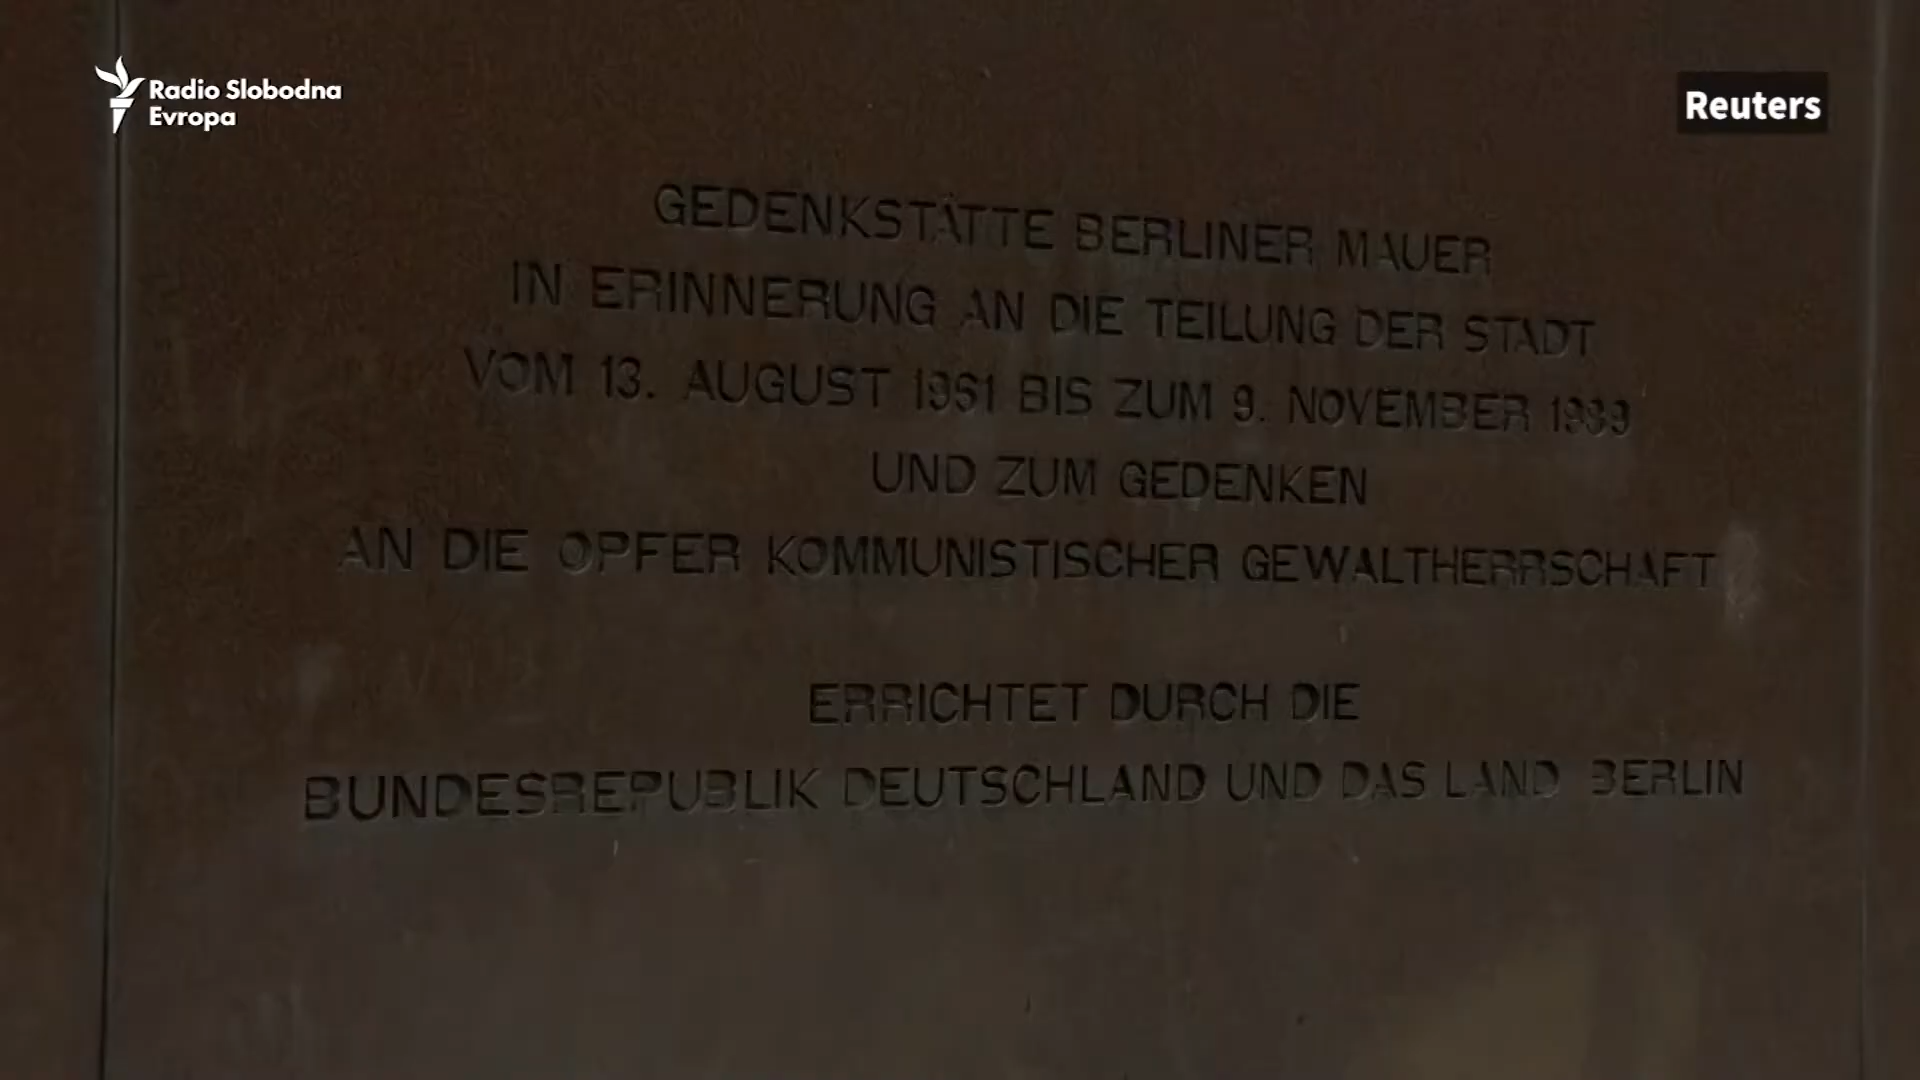 Radio Slobodna
Evropa
Reuters
GEDENKSTÄTTE BERLINER MAUER
IN ERINNERUNG AN DIE TEILUNG DER STADT
VOM 13. AUGUST 1961 BIS ZUM 9. NOVEMBER 1989
UND ZUM GEDENKEN
AN DIE OPFER KOMMUNISTISCHER GEWALTHERRSCHAFT
ERRICHTET DURCH DIE
BUNDESREPUBLIK DEUTSCHLAND UND DAS LAND BERLIN